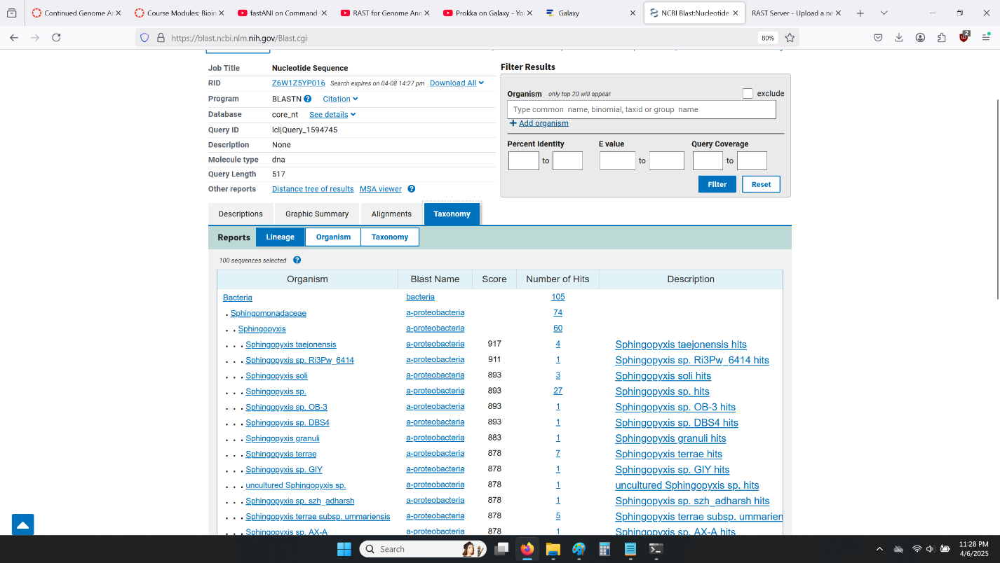 Continued Genome A
Course Modules: Bioin
fastANI on Command
RAST for Genome Ann
Prokka on Galaxy - You
Galaxy
NCBI Blast:Nucleotide
RAST Server - Upload a ne
https://blast.ncbi.nlm.nih.gov/Blast.cgi
80%
2
Job Title Nucleotide Sequence
RID Z6W1Z5YP016 Search expires on 04-08 14:27 pm Download All
Program BLASTN ? Citation
Database core_nt See details
Query ID lcl|Query_1594745
Description None
Molecule type dna
Query Length 517
Other reports Distance tree of results MSA viewer ?
Filter Results
Organism only top 20 will appear exclude
Type common name, binomial, taxid or group name
+ Add organism
Percent Identity E value Query Coverage
to to to
Filter Reset
Descriptions Graphic Summary Alignments Taxonomy
Reports Lineage Organism Taxonomy
100 sequences selected ?
Organism Blast Name Score Number of Hits Description
Bacteria bacteria 105
. Sphingomonadaceae a-proteobacteria 74
. . Sphingopyxis a-proteobacteria 60
. . . Sphingopyxis taejonensis a-proteobacteria 917 4 Sphingopyxis taejonensis hits
. . . Sphingopyxis sp. Ri3Pw_6414 a-proteobacteria 911 1 Sphingopyxis sp. Ri3Pw_6414 hits
. . . Sphingopyxis soli a-proteobacteria 893 3 Sphingopyxis soli hits
. . . Sphingopyxis sp. a-proteobacteria 893 27 Sphingopyxis sp. hits
. . . Sphingopyxis sp. OB-3 a-proteobacteria 893 1 Sphingopyxis sp. OB-3 hits
. . . Sphingopyxis sp. DBS4 a-proteobacteria 893 1 Sphingopyxis sp. DBS4 hits
. . . Sphingopyxis granuli a-proteobacteria 883 1 Sphingopyxis granuli hits
. . . Sphingopyxis terrae a-proteobacteria 878 7 Sphingopyxis terrae hits
. . . Sphingopyxis sp. GIY a-proteobacteria 878 1 Sphingopyxis sp. GIY hits
. . . uncultured Sphingopyxis sp. a-proteobacteria 878 1 uncultured Sphingopyxis sp. hits
. . . Sphingopyxis sp. szh_adharsh a-proteobacteria 878 1 Sphingopyxis sp. szh_adharsh hits
. . . Sphingopyxis terrae subsp. ummariensis a-proteobacteria 878 5 Sphingopyxis terrae subsp. ummarien
. . . Sphingopyxis sp. AX-A a-proteobacteria 878 1 Sphingopyxis sp. AX-A hits
Search
11:28 PM
4/6/2025